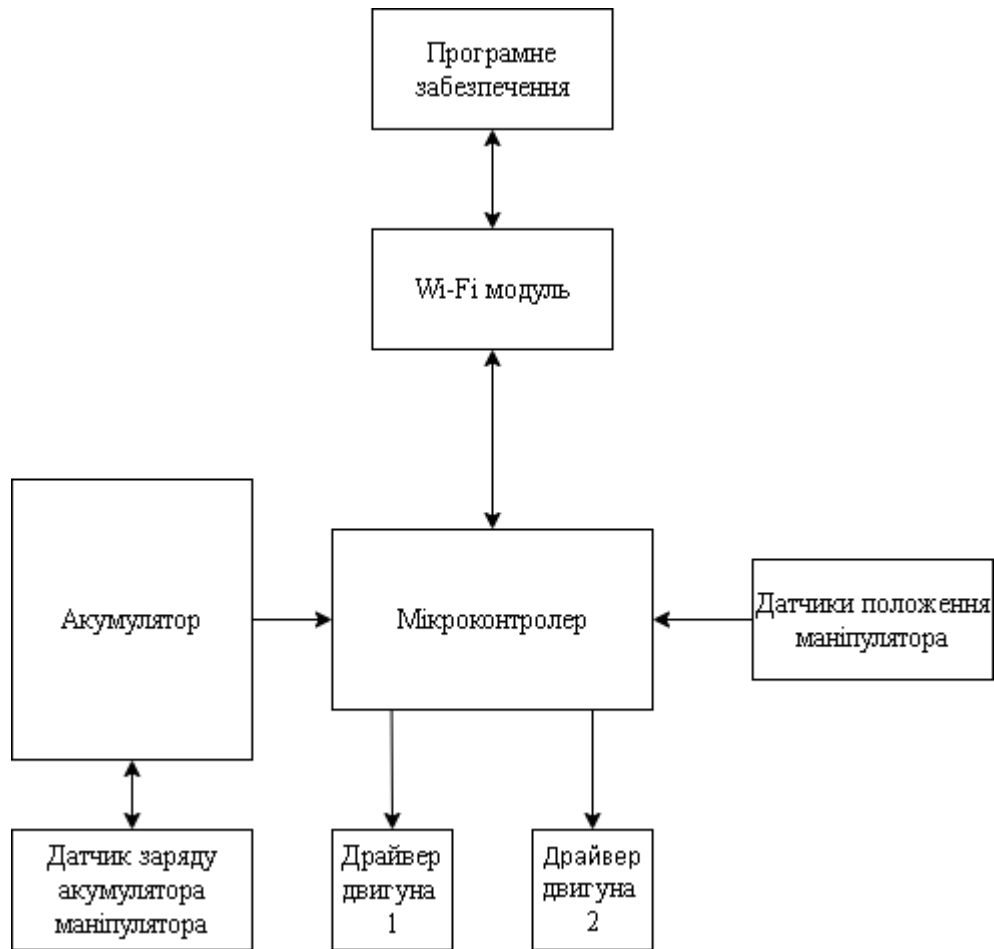 Програмне
забезпечення
Wi-Fi модуль
Акумулятор
Мікроконтролер
Датчики положення
маніпулятора
Датчик заряду
акумулятора
маніпулятора
Драйвер
двигуна
1
Драйвер
двигуна
2